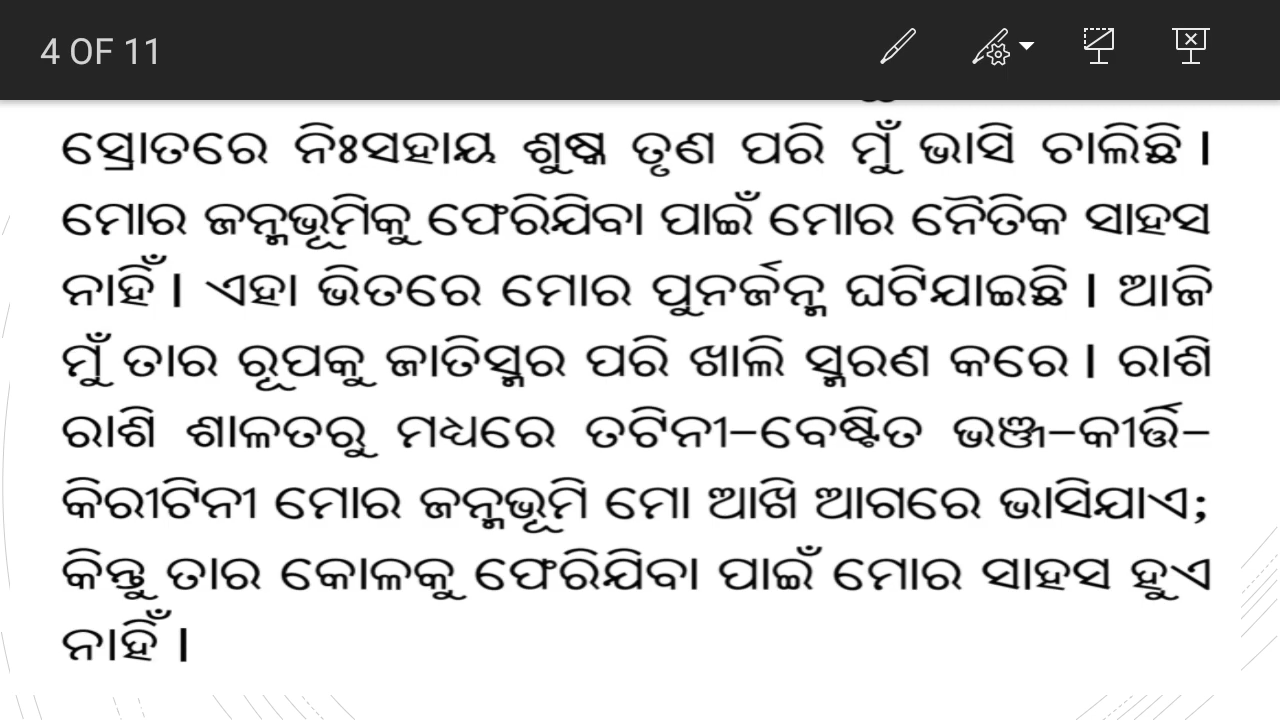 4 OF 11
ସ୍ରୋତରେ ନିଃସହାୟ ଶୁଷ୍କ ତୃଣ ପରି ମୁଁ ଭାସି ଚାଲିଛି ।
ମୋର ଜନ୍ମଭୂମିକୁ ଫେରିଯିବା ପାଇଁ ମୋର ନୈତିକ ସାହସ
ନାହିଁ । ଏହା ଭିତରେ ମୋର ପୁନର୍ଜନ୍ମ ଘଟିଯାଇଛି । ଆଜି
ମୁଁ ତାର ରୂପକୁ ଜାତିସ୍ମର ପରି ଖାଲି ସ୍ମରଣ କରେ । ରାଶି
ରାଶି ଶାଳତରୁ ମଧ୍ୟରେ ତଟିନୀ–ବେଷ୍ଟିତ ଭଞ୍ଜ–କୀର୍ତ୍ତି–
କିରୀଟିନୀ ମୋର ଜନ୍ମଭୂମି ମୋ ଆଖି ଆଗରେ ଭାସିଯାଏ;
କିନ୍ତୁ ତାର କୋଳକୁ ଫେରିଯିବା ପାଇଁ ମୋର ସାହସ ହୁଏ
ନାହିଁ ।